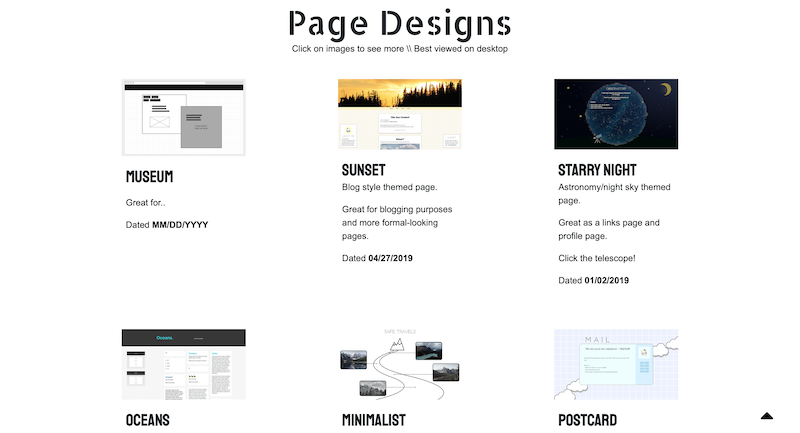 Page Designs
Click on images to see more \\ Best viewed on desktop
MUSEUM
Great for..
Dated MM/DD/YYYY
SUNSET
Blog style themed page.
Great for blogging purposes
and more formal-looking
pages.
Dated 04/27/2019
STARRY NIGHT
Astronomy/night sky themed
page.
Great as a links page and
profile page.
Click the telescope!
Dated 01/02/2019
Oceans.
SAFE TRAVELS
MAIL
OCEANS
MINIMALIST
POSTCARD